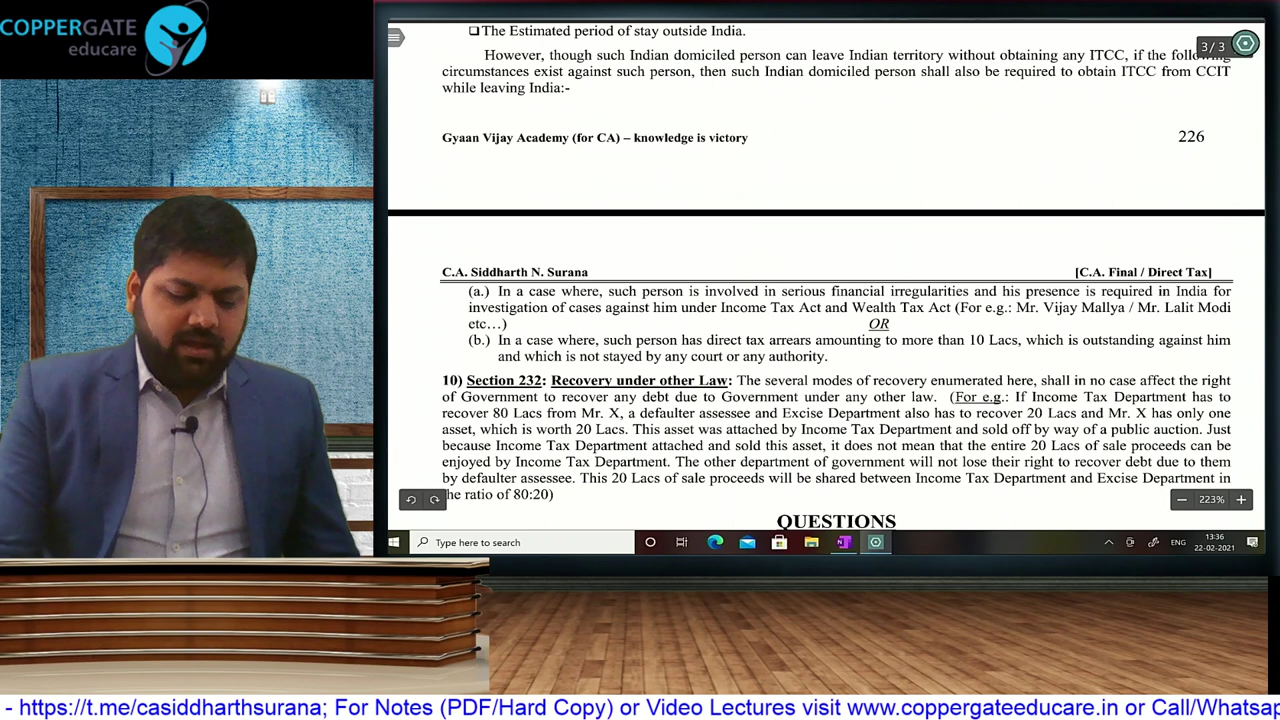 COPPERGATE
educare
❑ The Estimated period of stay outside India.
3 / 3
However, though such Indian domiciled person can leave Indian territory without obtaining any ITCC, if the following
circumstances exist against such person, then such Indian domiciled person shall also be required to obtain ITCC from CCIT
while leaving India:-
Gyaan Vijay Academy (for CA) – knowledge is victory 226
C.A. Siddharth N. Surana [C.A. Final / Direct Tax]
(a.) In a case where, such person is involved in serious financial irregularities and his presence is required in India for
investigation of cases against him under Income Tax Act and Wealth Tax Act (For e.g.: Mr. Vijay Mallya / Mr. Lalit Modi
etc…) OR
(b.) In a case where, such person has direct tax arrears amounting to more than 10 Lacs, which is outstanding against him
and which is not stayed by any court or any authority.
10) Section 232: Recovery under other Law: The several modes of recovery enumerated here, shall in no case affect the right
of Government to recover any debt due to Government under any other law. (For e.g.: If Income Tax Department has to
recover 80 Lacs from Mr. X, a defaulter assessee and Excise Department also has to recover 20 Lacs and Mr. X has only one
asset, which is worth 20 Lacs. This asset was attached by Income Tax Department and sold off by way of a public auction. Just
because Income Tax Department attached and sold this asset, it does not mean that the entire 20 Lacs of sale proceeds can be
enjoyed by Income Tax Department. The other department of government will not lose their right to recover debt due to them
by defaulter assessee. This 20 Lacs of sale proceeds will be shared between Income Tax Department and Excise Department in
the ratio of 80:20)
223%
QUESTIONS
Type here to search
ENG
13:36
22-02-2021
- https://t.me/casiddharthsurana; For Notes (PDF/Hard Copy) or Video Lectures visit www.coppergateeducare.in or Call/Whatsap